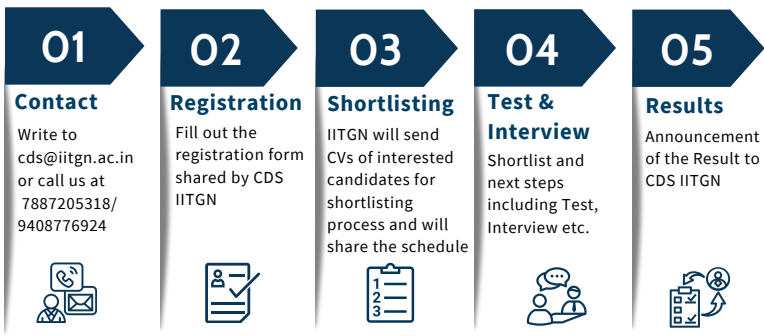 01
Contact
Write to
cds@iitgn.ac.in
or call us at
7887205318/
9408776924
02
Registration
Fill out the
registration form
shared by CDS
IITGN
03
Shortlisting
IITGN will send
CVs of interested
candidates for
shortlisting
process and will
share the schedule
1
2
3
04
Test &
Interview
Shortlist and
next steps
including Test,
Interview etc.
05
Results
Announcement
of the Result to
CDS IITGN